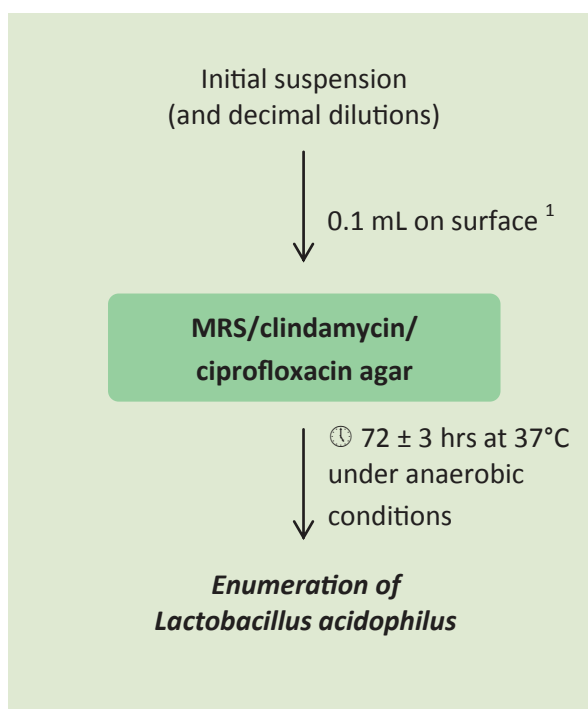 Initial suspension
(and decimal dilutions)
0.1 mL on surface 1
MRS/clindamycin/
ciprofloxacin agar
72 ± 3 hrs at 37°C
under anaerobic
conditions
Enumeration of
Lactobacillus acidophilus